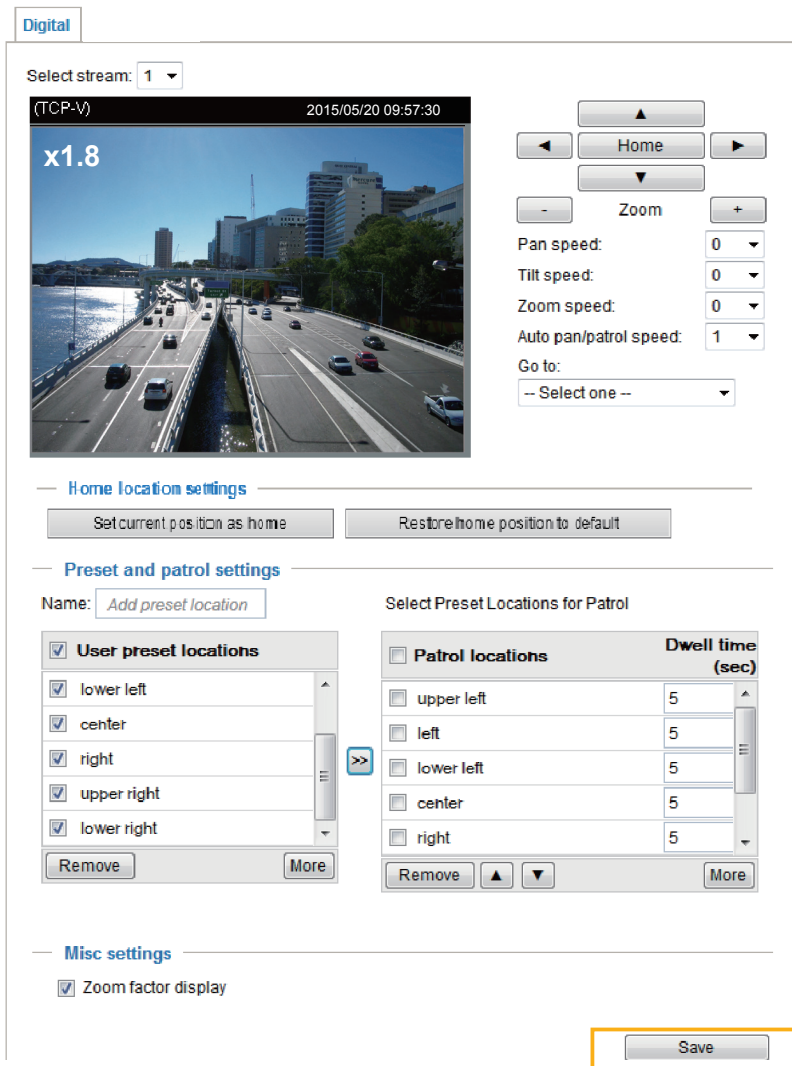 Digital
Select stream: 1
(TCP-V) 2015/05/20 09:57:30
x1.8
Home
- Zoom +
Pan speed: 0
Tilt speed: 0
Zoom speed: 0
Auto pan/patrol speed: 1
Go to:
-- Select one --
Home location settings
Set current position as home Restore home position to default
Preset and patrol settings
Name: Add preset location
Select Preset Locations for Patrol
User preset locations
lower left
center
right
upper right
lower right
Remove More
>>
Patrol locations Dwell time (sec)
upper left 5
left 5
lower left 5
center 5
right 5
Remove More
Misc settings
Zoom factor display
Save